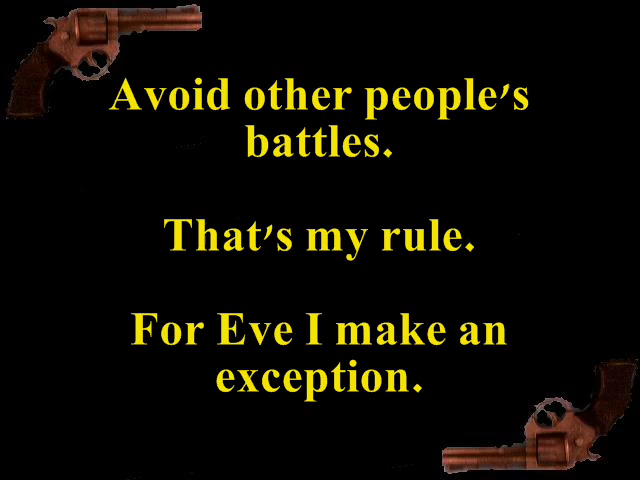 Avoid other people's
battles.
That's my rule.
For Eve I make an
exception.